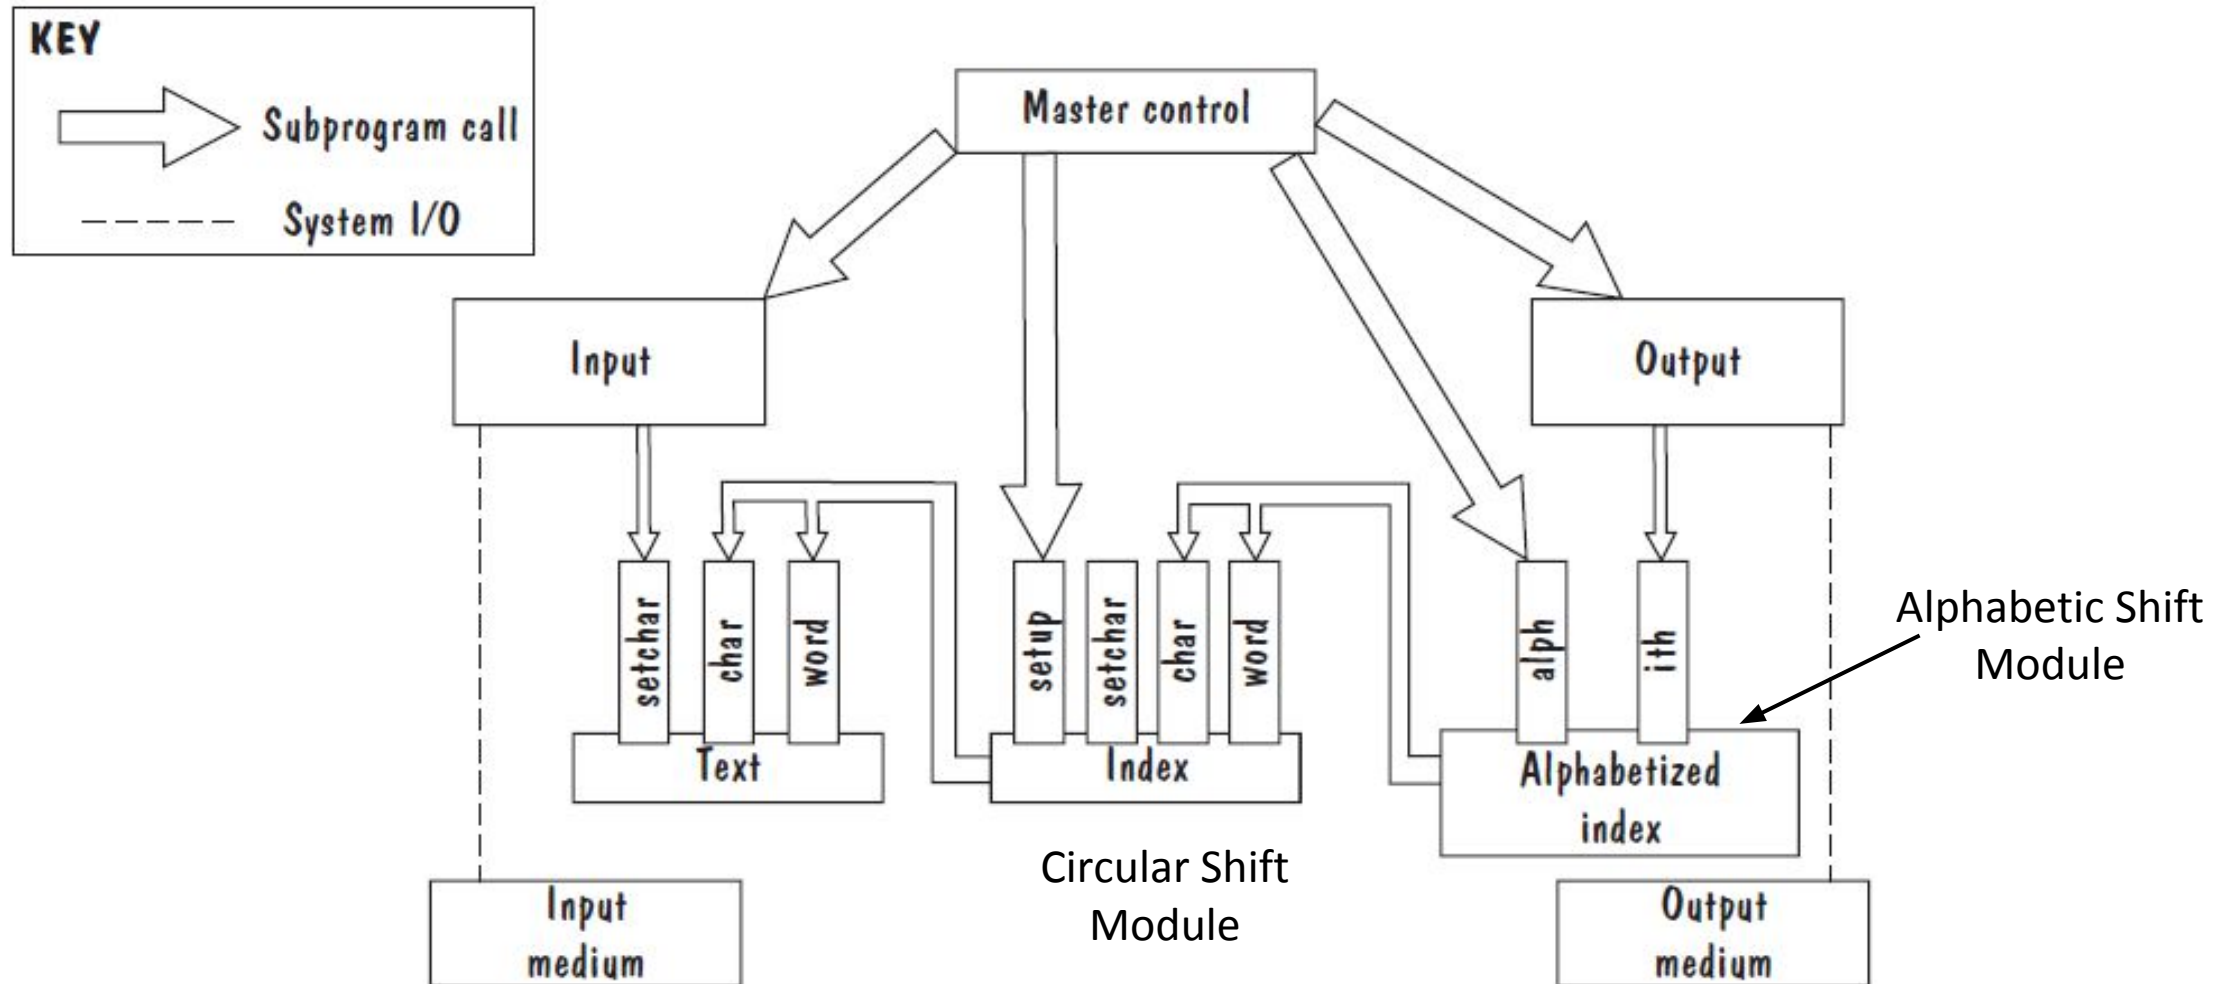 KEY
Subprogram call
System I/O
Master control
Input
Output
setchar
char
word
setup
setchar
char
word
alph
ith
Text
Index
Alphabetized
index
Alphabetic Shift
Module
Circular Shift
Module
Input
medium
Output
medium